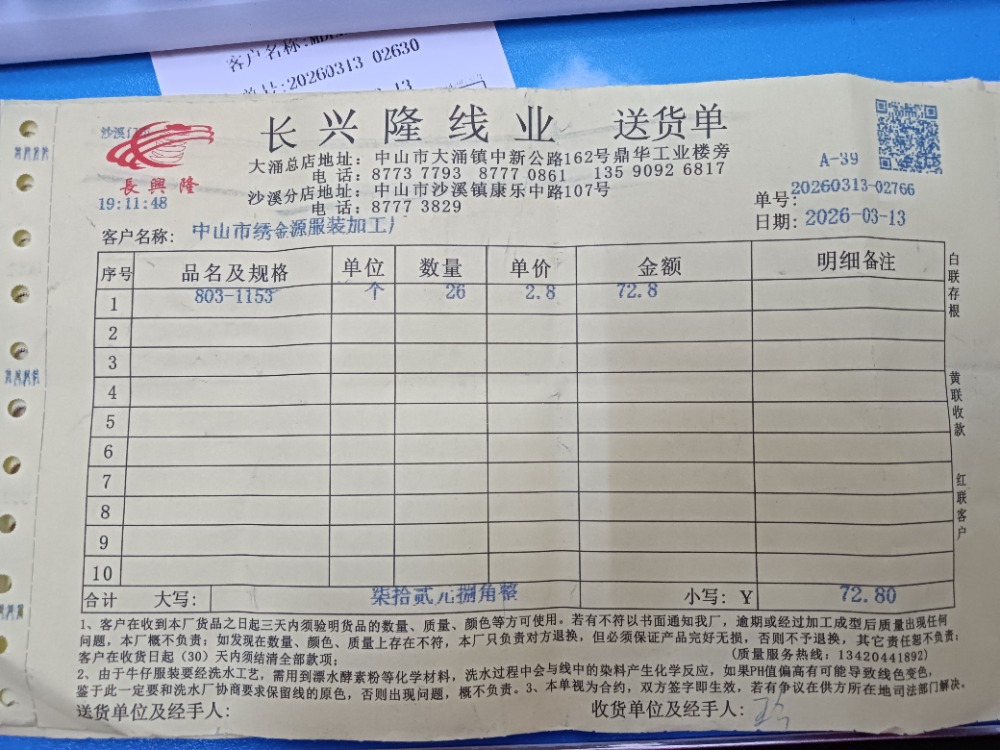 客户名称:
单号:20260313 02630
沙溪门
長興隆
19:11:48
长兴隆线业 送货单
大涌总店地址: 中山市大涌镇中新公路162号鼎华工业楼旁
电 话: 8773 7793 8777 0861 135 9092 6817
沙溪分店地址: 中山市沙溪镇康乐中路107号
电 话: 8777 3829
A-39
单号: 20260313-02766
日期: 2026-03-13
客户名称: 中山市绣金源服装加工厂
序号 品名及规格 单位 数量 单价 金额 明细备注
1 803-1153 个 26 2.8 72.8
2
3
4
5
6
7
8
9
10
合计 大写: 柒拾贰元捌角整 小写: Y 72.80
白联存根
黄联收款
红联客户
1、客户在收到本厂货品之日起三天内须验明货品的数量、质量、颜色等方可使用。若有不符以书面通知我厂,逾期或经过加工成型后质量出现任何
问题,本厂概不负责;如发现在数量、颜色、质量上存在不符,本厂只负责对方退换,但必须保证产品完好无损,否则不予退换,其它责任恕不负责;
客户在收货日起(30)天内须结清全部款项; (质量服务热线:13420441892)
2、由于牛仔服装要经洗水工艺,需用到漂水酵素粉等化学材料,洗水过程中会与线中的染料产生化学反应,如果PH值偏高有可能导致线色变色,
鉴于此一定要和洗水厂协商要求保留线的原色,否则出现问题,概不负责。3、本单视为合约,双方签字即生效,若有争议在供方所在地司法部门解决。
送货单位及经手人: 收货单位及经手人: